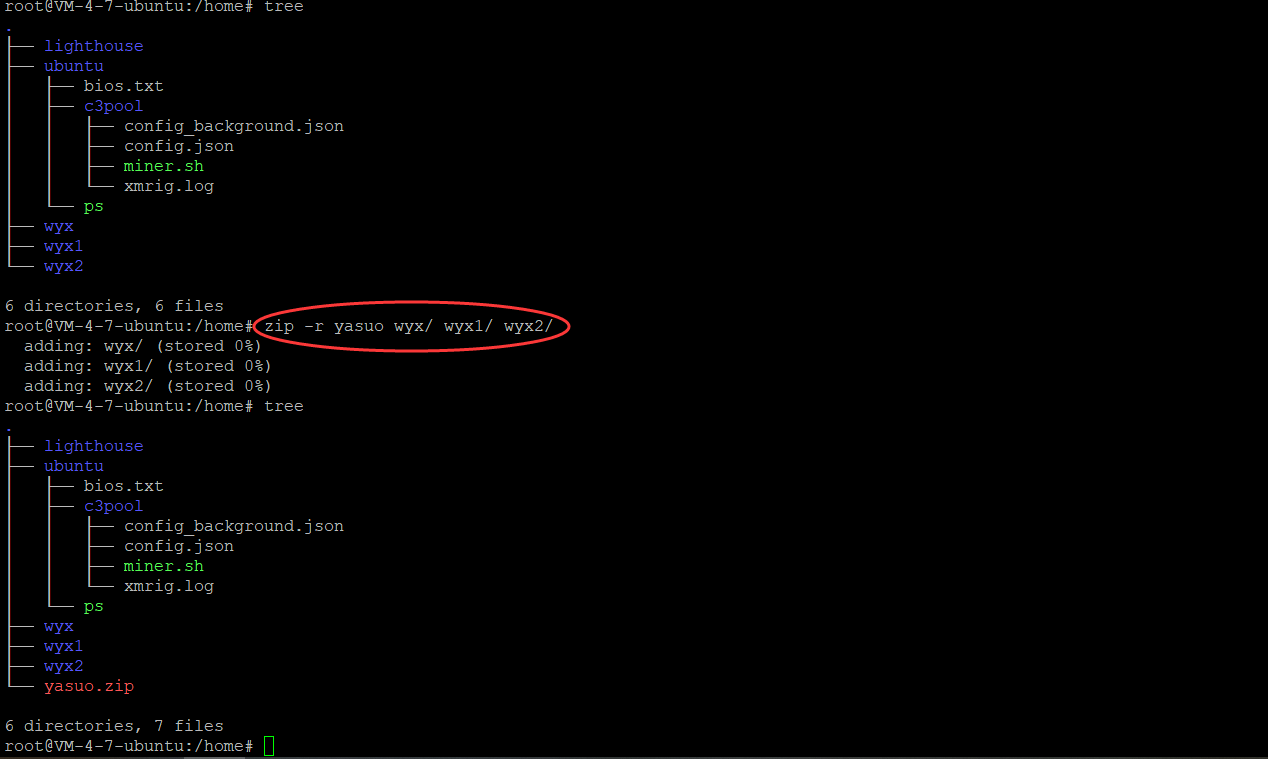 root@VM-4-7-ubuntu:/home# tree
.
├── lighthouse
├── ubuntu
│   ├── bios.txt
│   ├── c3pool
│   │   ├── config_background.json
│   │   ├── config.json
│   │   ├── miner.sh
│   │   └── xmrig.log
│   └── ps
├── wyx
├── wyx1
└── wyx2
6 directories, 6 files
root@VM-4-7-ubuntu:/home# zip -r yasuo wyx/ wyx1/ wyx2/
  adding: wyx/ (stored 0%)
  adding: wyx1/ (stored 0%)
  adding: wyx2/ (stored 0%)
root@VM-4-7-ubuntu:/home# tree
.
├── lighthouse
├── ubuntu
│   ├── bios.txt
│   ├── c3pool
│   │   ├── config_background.json
│   │   ├── config.json
│   │   ├── miner.sh
│   │   └── xmrig.log
│   └── ps
├── wyx
├── wyx1
├── wyx2
└── yasuo.zip
6 directories, 7 files
root@VM-4-7-ubuntu:/home#